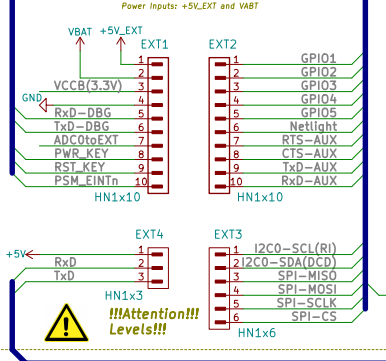 Power Inputs: +5V_EXT and VABT
VBAT +5V_EXT
EXT1
1
2
VCCB(3.3V) 3
GND 4
RxD-DBG 5
TxD-DBG 6
ADC0toEXT 7
PWR_KEY 8
RST_KEY 9
PSM_EINTn 10
HN1x10
EXT2
1 GPIO1
2 GPIO2
3 GPIO3
4 GPIO4
5 GPIO5
6 Netlight
7 RTS-AUX
8 CTS-AUX
9 TxD-AUX
10 RxD-AUX
HN1x10
EXT4
+5V 1
RxD 2
TxD 3
HN1x3
!!!Attention!!!
Levels!!!
EXT3
1 I2C0-SCL(RI)
2 I2C0-SDA(DCD)
3 SPI-MISO
4 SPI-MOSI
5 SPI-SCLK
6 SPI-CS
HN1x6